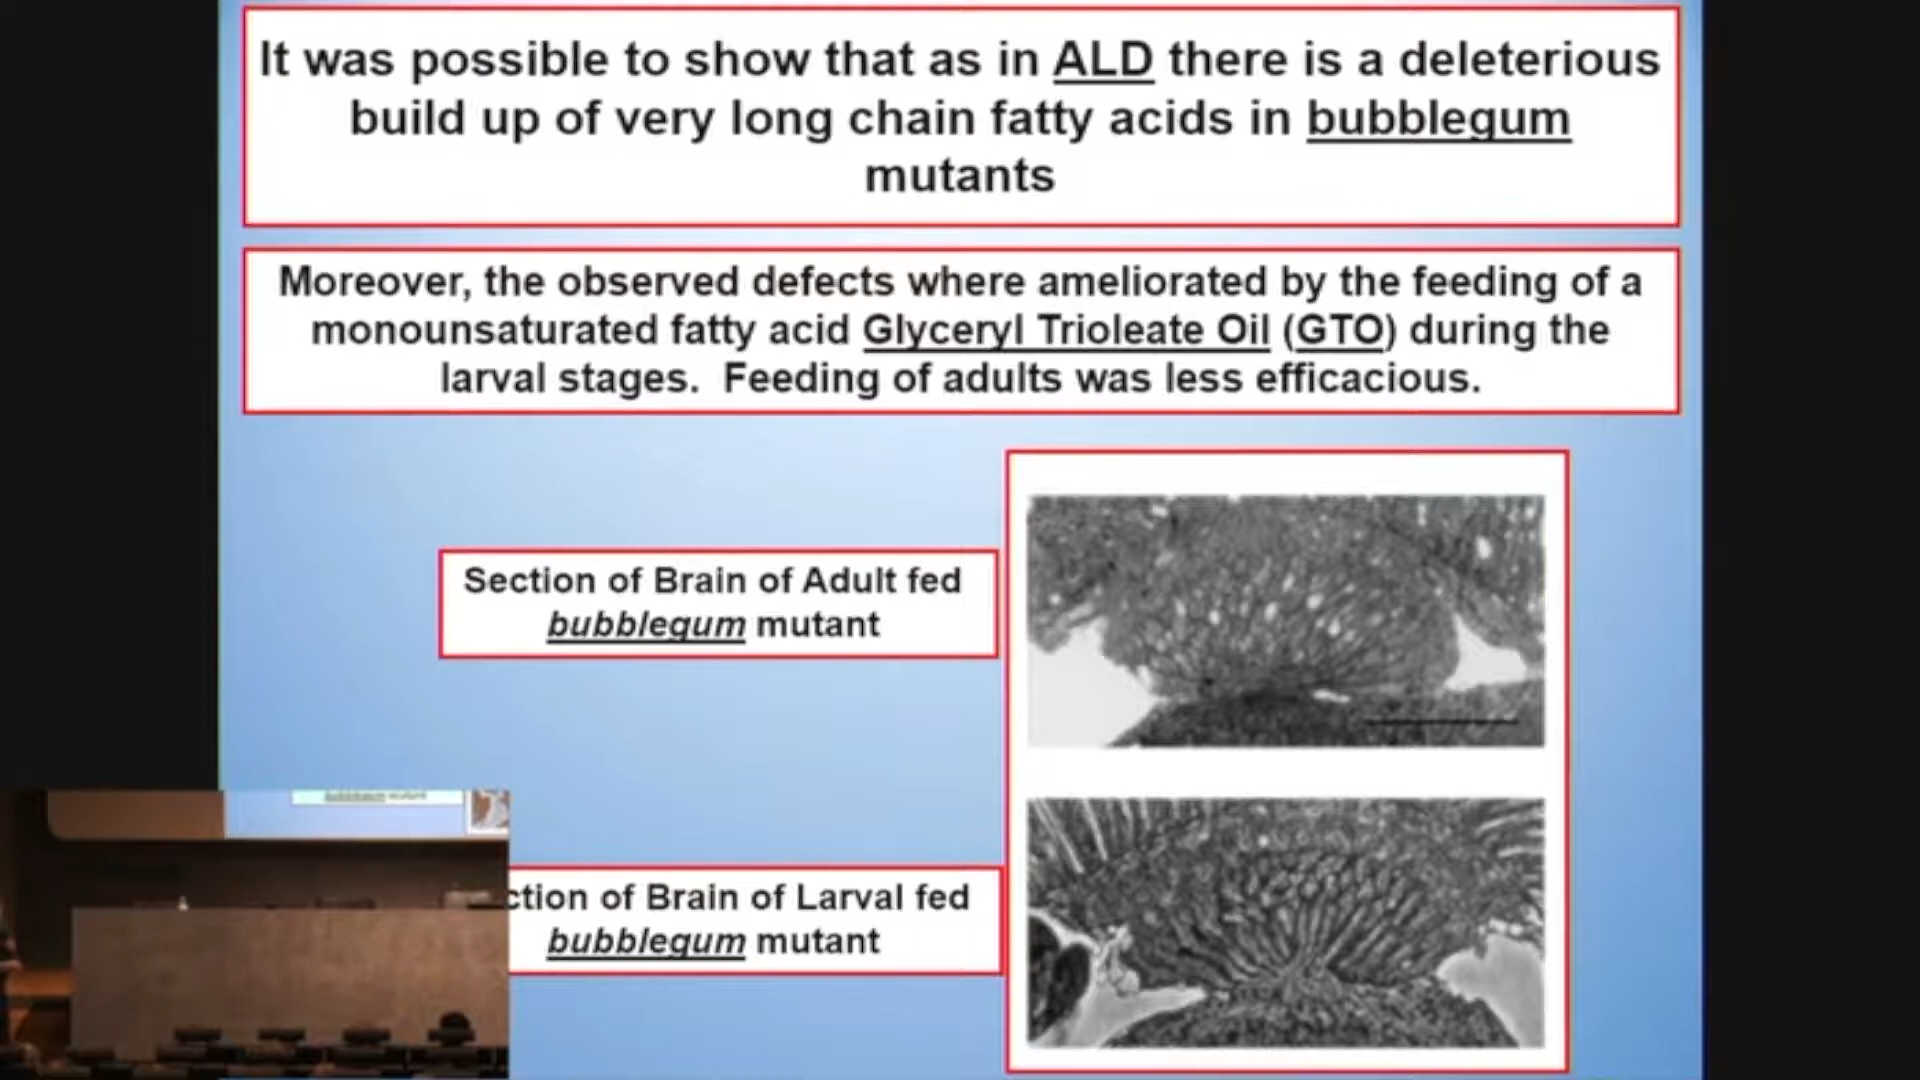 It was possible to show that as in ALD there is a deleterious
build up of very long chain fatty acids in bubblegum
mutants
Moreover, the observed defects where ameliorated by the feeding of a
monounsaturated fatty acid Glyceryl Trioleate Oil (GTO) during the
larval stages. Feeding of adults was less efficacious.
Section of Brain of Adult fed
bubblegum mutant
ction of Brain of Larval fed
bubblegum mutant